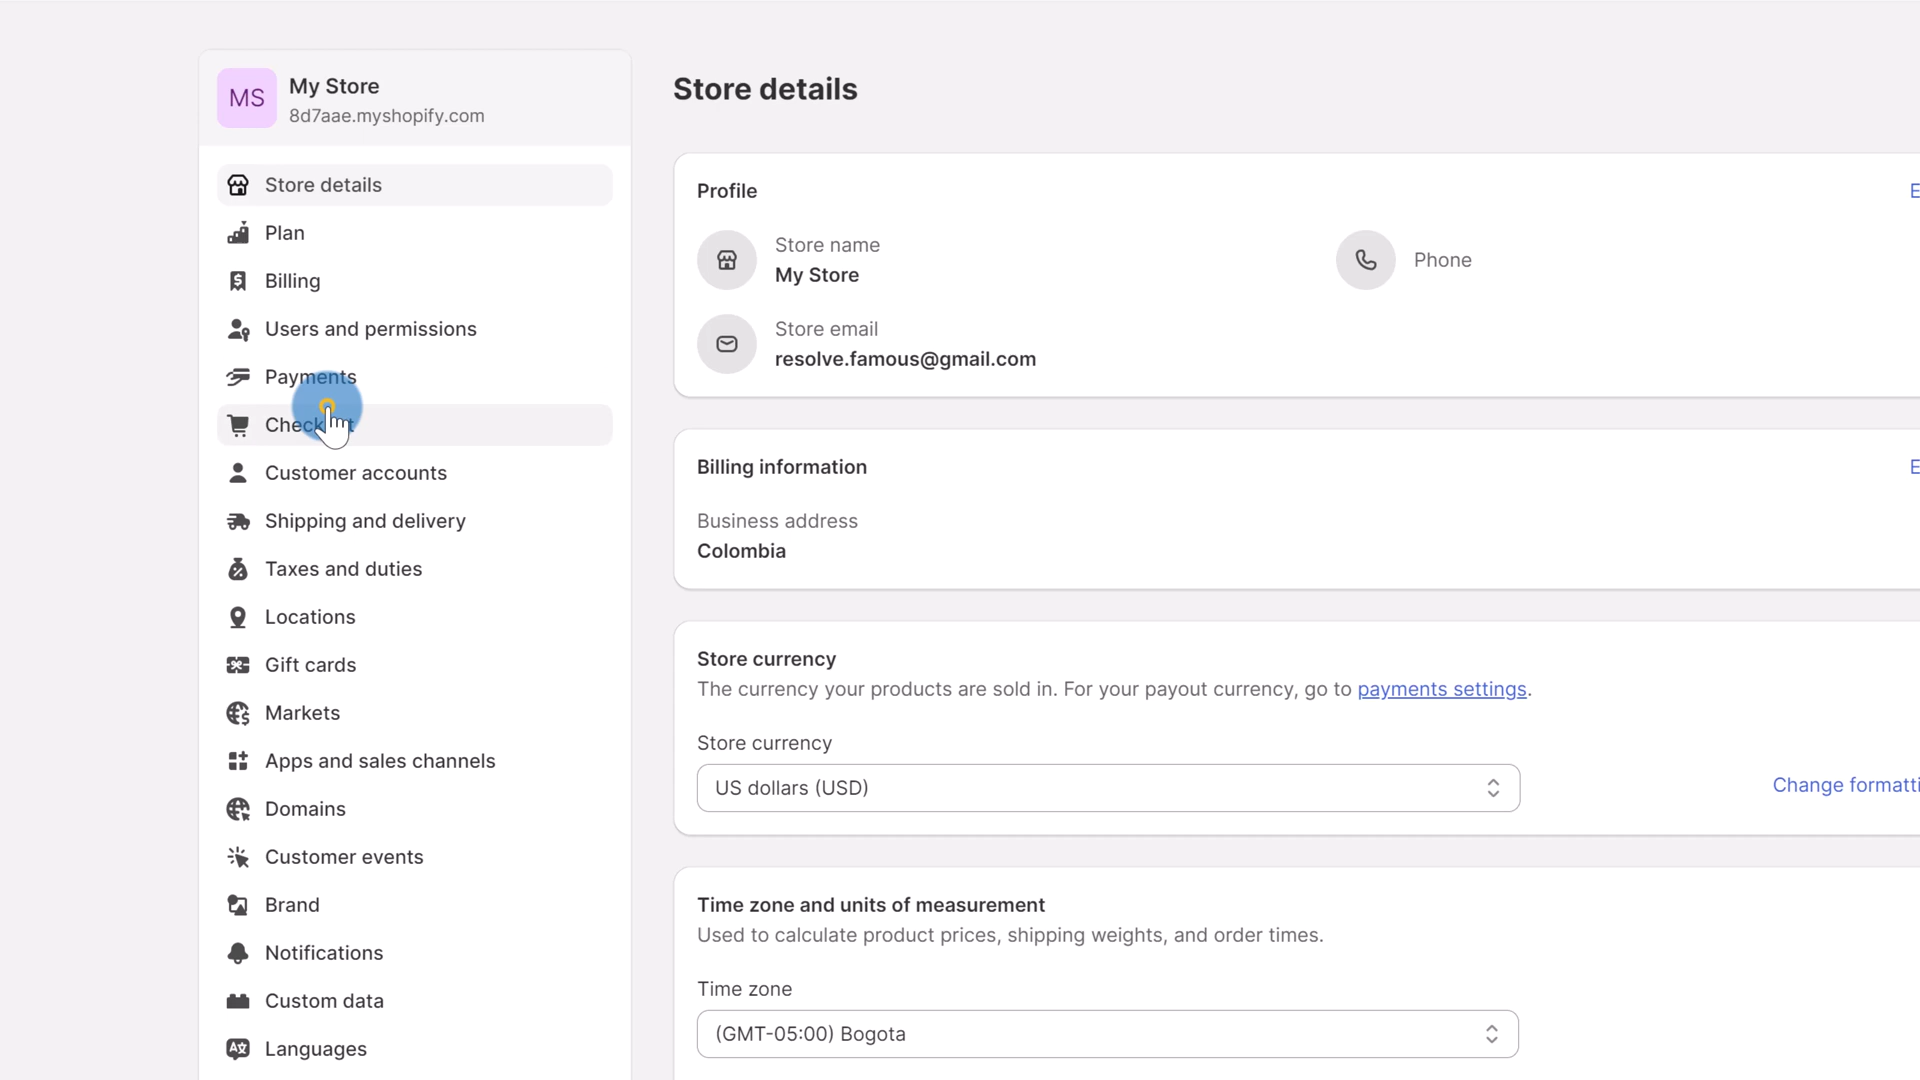 MS
My Store
8d7aae.myshopify.com
Store details
Plan
Billing
Users and permissions
Payments
Customer accounts
Shipping and delivery
Taxes and duties
Locations
Gift cards
Markets
Apps and sales channels
Domains
Customer events
Brand
Notifications
Custom data
Languages
Store details
Profile
Store name
My Store
Phone
Store email
resolve.famous@gmail.com
Billing information
Business address
Colombia
Store currency
The currency your products are sold in. For your payout currency, go to payments settings.
Store currency
US dollars (USD)
Change
Time zone and units of measurement
Used to calculate product prices, shipping weights, and order times.
Time zone
(GMT-05:00) Bogota